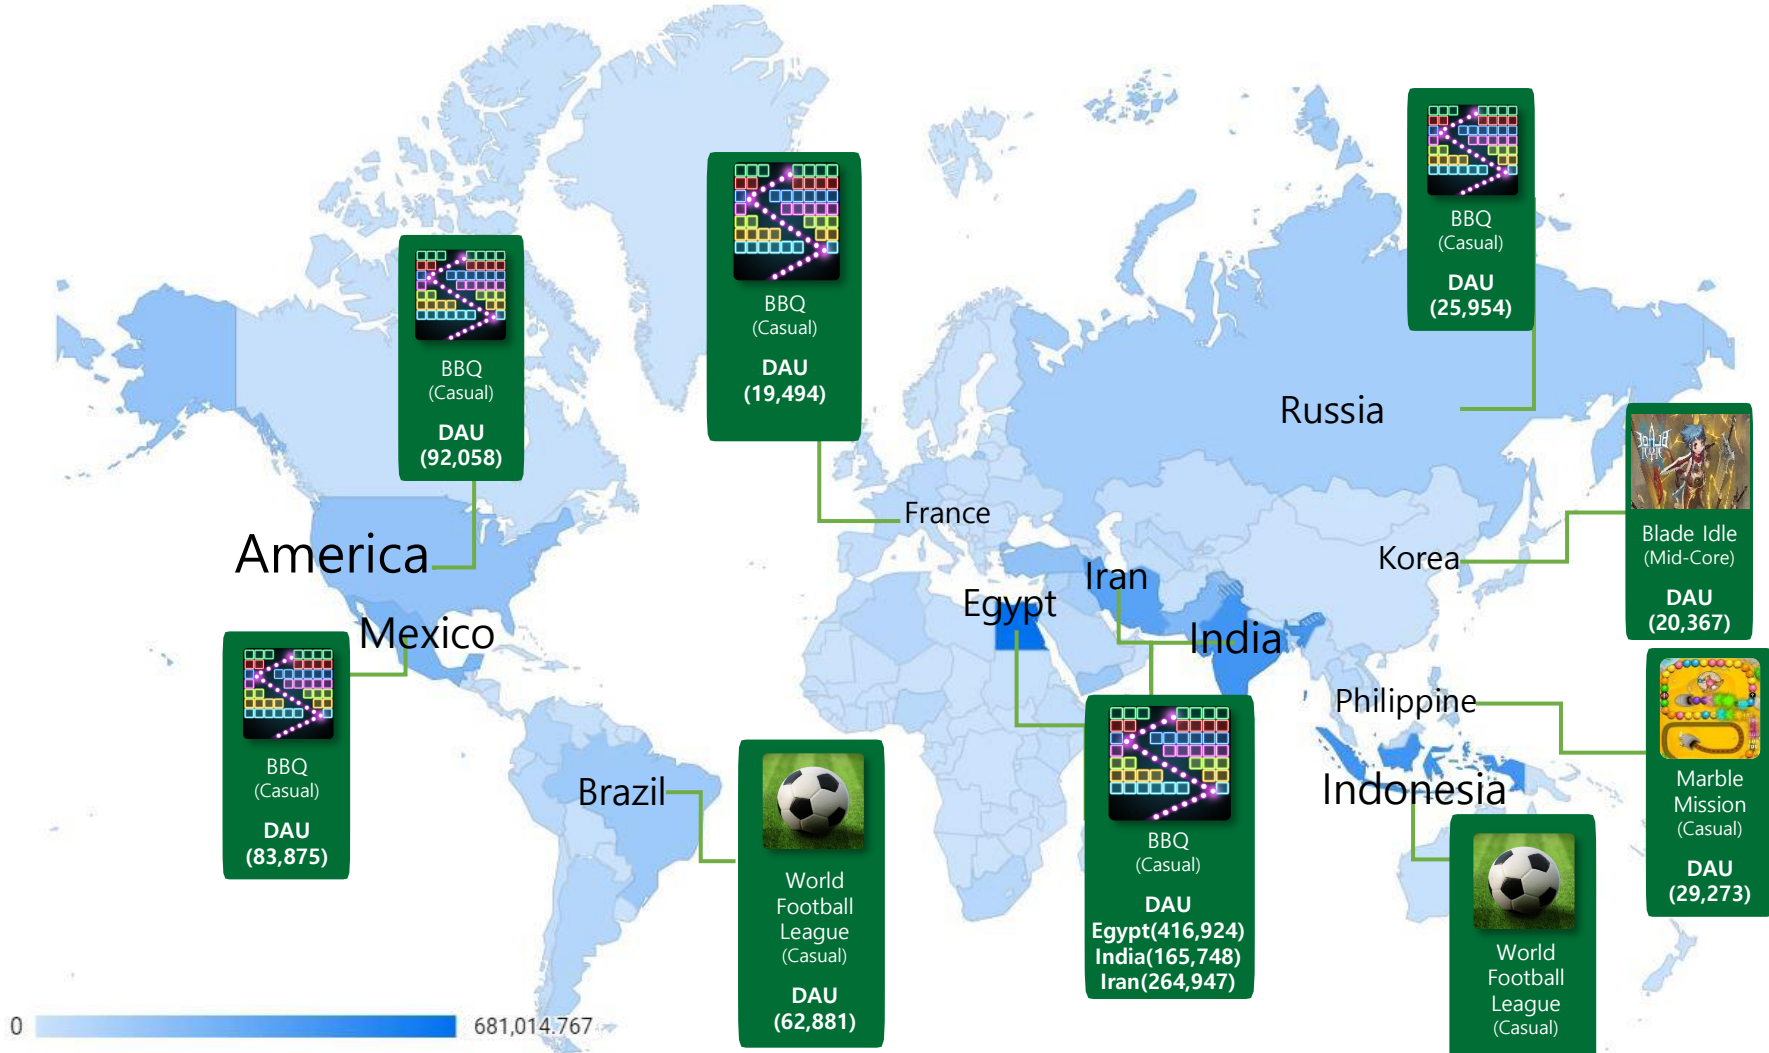 BBQ
(Casual)
DAU
(25,954)
BBQ
(Casual)
DAU
(19,494)
BBQ
(Casual)
DAU
(92,058)
Russia
France
America
Korea
Blade Idle
(Mid-Core)
DAU
(20,367)
Iran
Egypt
India
Mexico
BBQ
(Casual)
DAU
(83,875)
Philippine
Marble
Mission
(Casual)
DAU
(29,273)
Brazil
World
Football
League
(Casual)
DAU
(62,881)
BBQ
(Casual)
DAU
Egypt(416,924)
India(165,748)
Iran(264,947)
Indonesia
World
Football
League
(Casual)
0
681,014.767